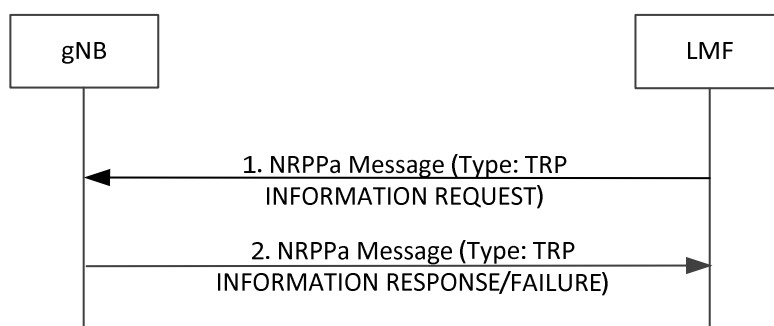 gNB
LMF
1. NRPPa Message (Type: TRP
INFORMATION REQUEST)
2. NRPPa Message (Type: TRP
INFORMATION RESPONSE/FAILURE)